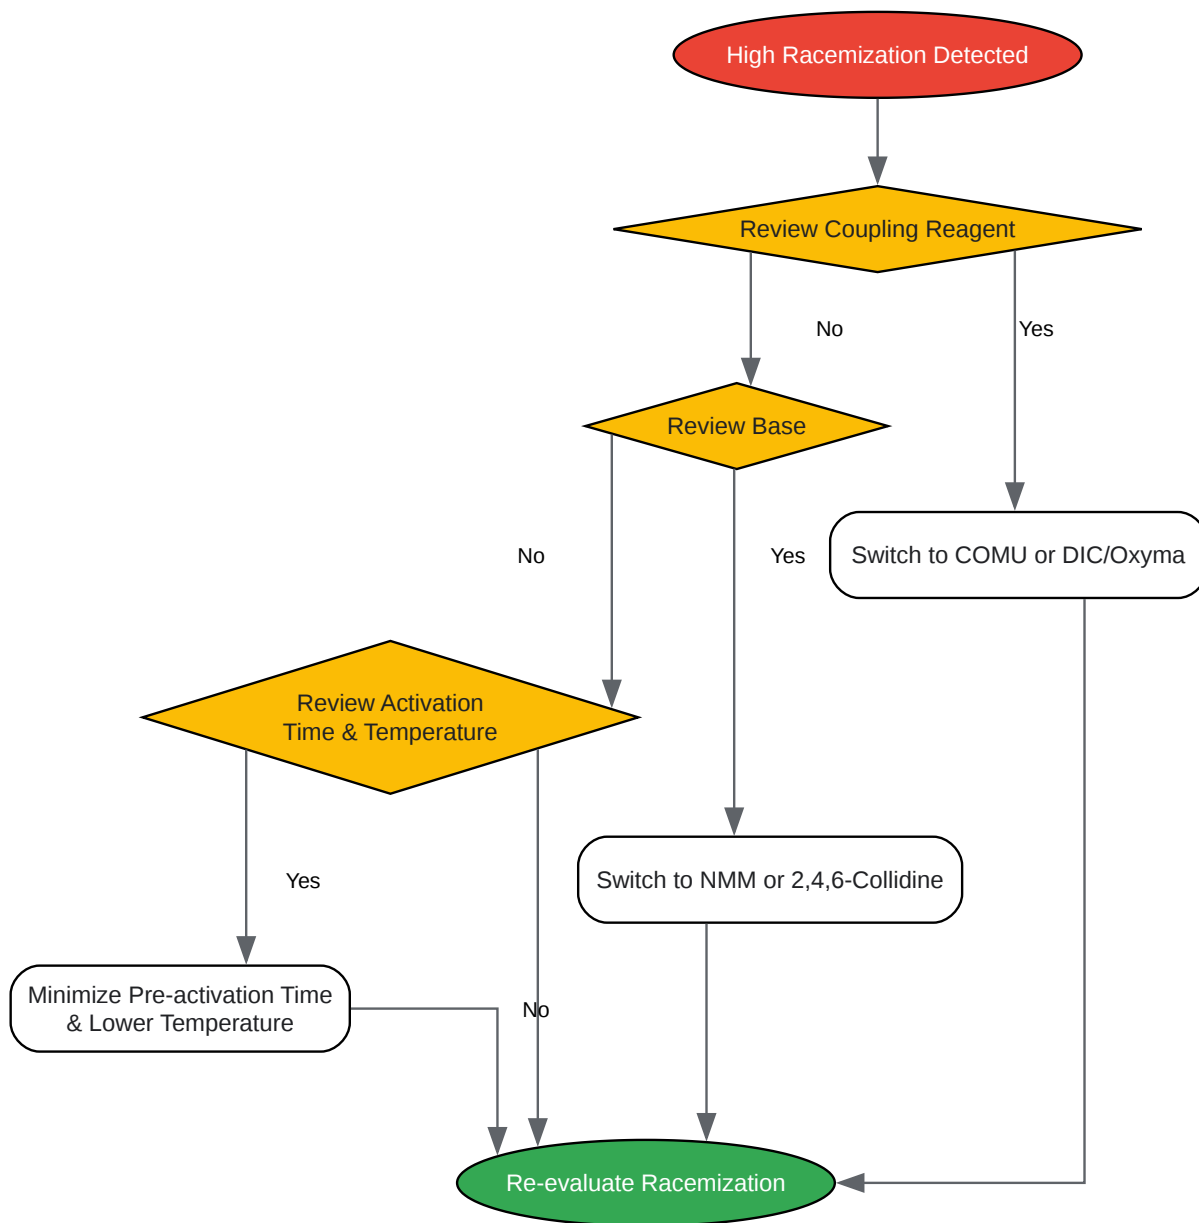 High Racemization Detected
Review Coupling Reagent
No
Yes
Review Base
No
Yes
Switch to COMU or DIC/Oxyma
Review Activation
Time & Temperature
Yes
Switch to NMM or 2,4,6-Collidine
Minimize Pre-activation Time
& Lower Temperature
No
Re-evaluate Racemization